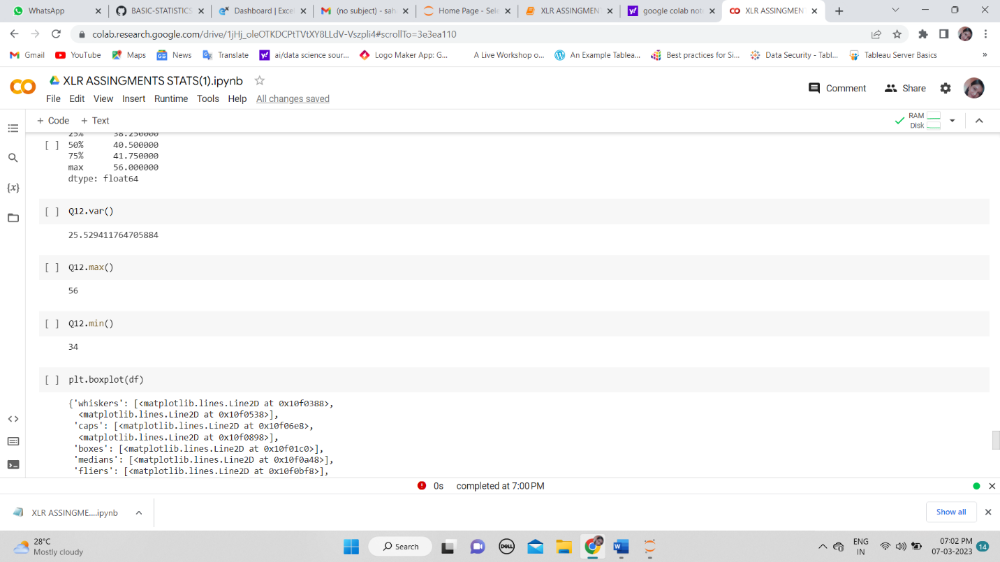 WhatsApp
BASIC-STATISTICS
Dashboard | Exce
(no subject) - sah
Home Page - Sele
XLR ASSINGMEN
google colab not
XLR ASSINGMEN
colab.research.google.com/drive/1jHj_oleOTKDCPtTVtXY8LLdV-Vszpli4#scrollTo=3e3ea110
Gmail
YouTube
Maps
News
Translate
ai/data science sour...
Logo Maker App: G...
A Live Workshop o...
An Example Tablea...
Best practices for Si...
Data Security - Tabl...
Tableau Server Basics
»
XLR ASSINGMENTS STATS(1).ipynb
File Edit View Insert Runtime Tools Help All changes saved
Comment
Share
+ Code + Text
RAM
Disk
25% 38.250000
[ ] 50% 40.500000
75% 41.750000
max 56.000000
dtype: float64
[ ] Q12.var()
25.529411764705884
[ ] Q12.max()
56
[ ] Q12.min()
34
[ ] plt.boxplot(df)
{'whiskers': [<matplotlib.lines.Line2D at 0x10f0388>,
<matplotlib.lines.Line2D at 0x10f0538>],
'caps': [<matplotlib.lines.Line2D at 0x10f06e8>,
<matplotlib.lines.Line2D at 0x10f0898>],
'boxes': [<matplotlib.lines.Line2D at 0x10f01c0>],
'medians': [<matplotlib.lines.Line2D at 0x10f0a48>],
'fliers': [<matplotlib.lines.Line2D at 0x10f0bf8>],
{x}
<>
0s completed at 7:00 PM
XLR ASSINGME....ipynb
Show all
28°C
Mostly cloudy
Search
DELL
ENG
IN
07:02 PM
07-03-2023
14